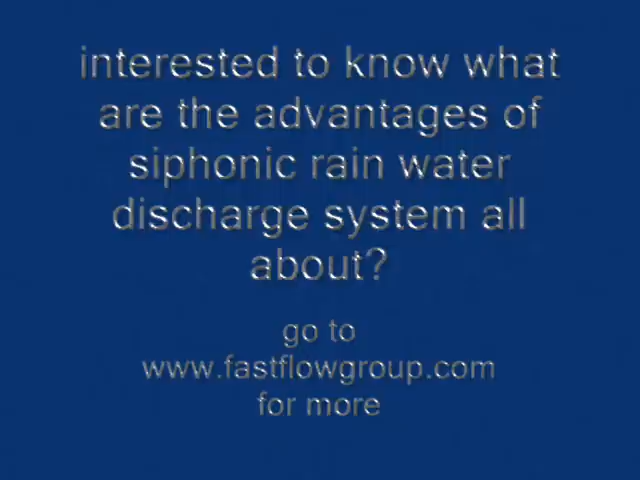 interested to know what
are the advantages of
siphonic rain water
discharge system all
about?
go to
www.fastflowgroup.com
for more